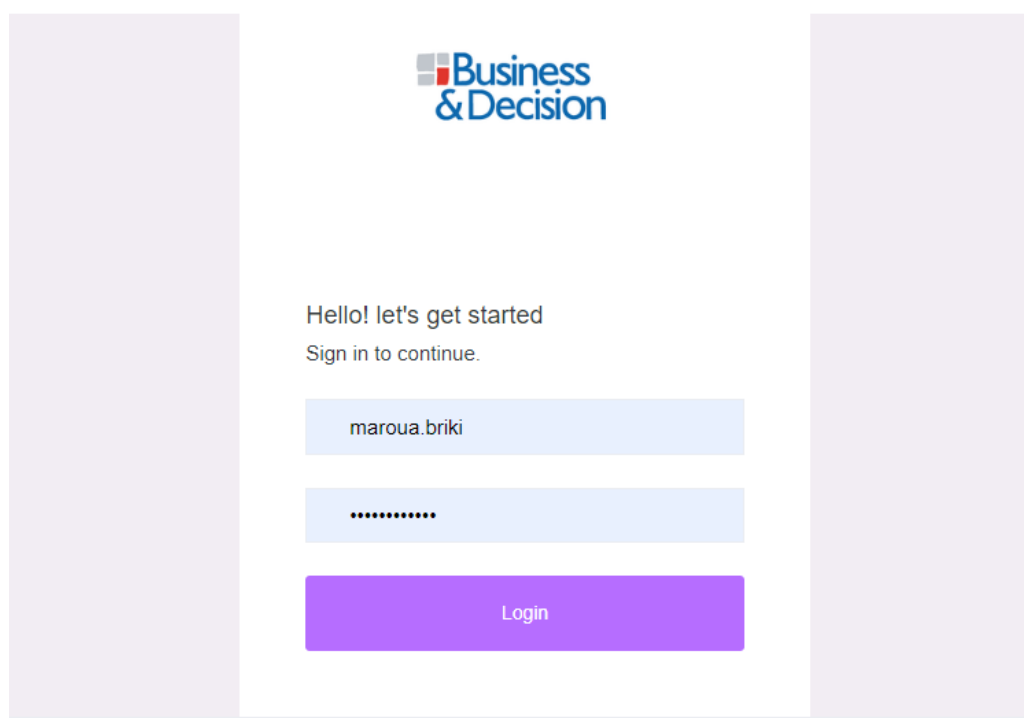 Business
& Decision
Hello! let's get started
Sign in to continue.
maroua.briki
••••••••••••
Login